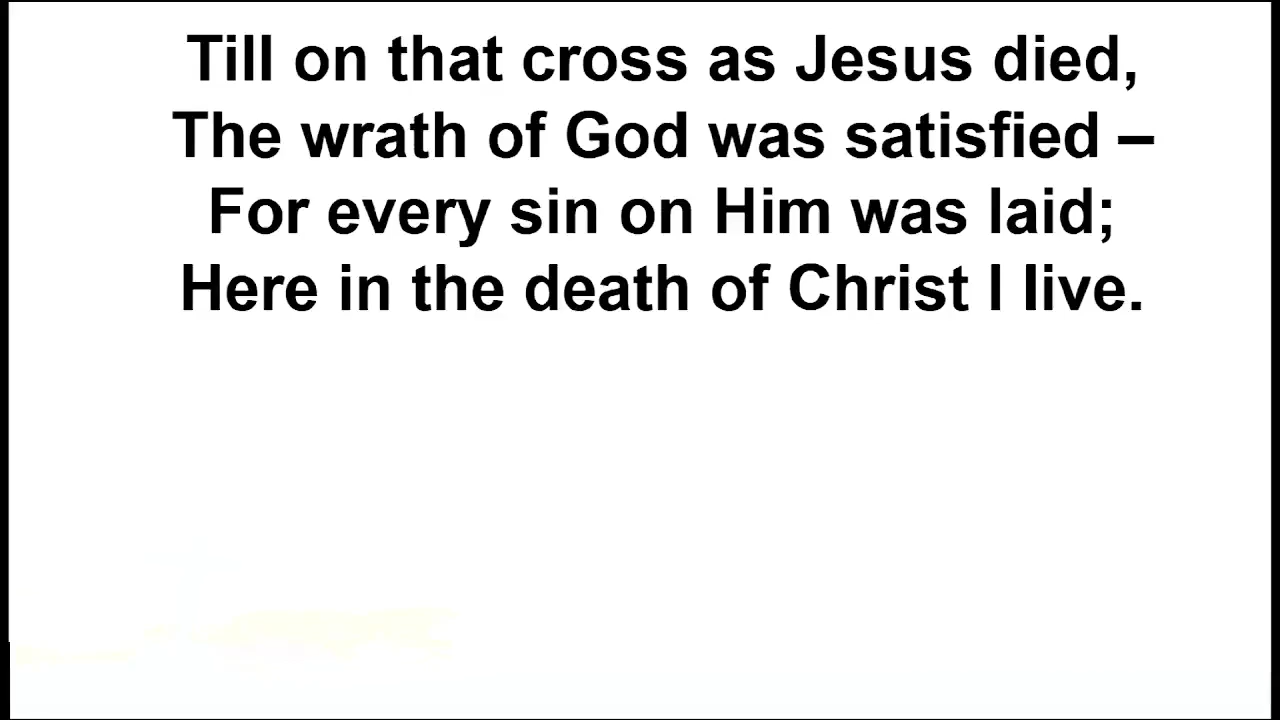 Till on that cross as Jesus died,
The wrath of God was satisfied –
For every sin on Him was laid;
Here in the death of Christ I live.